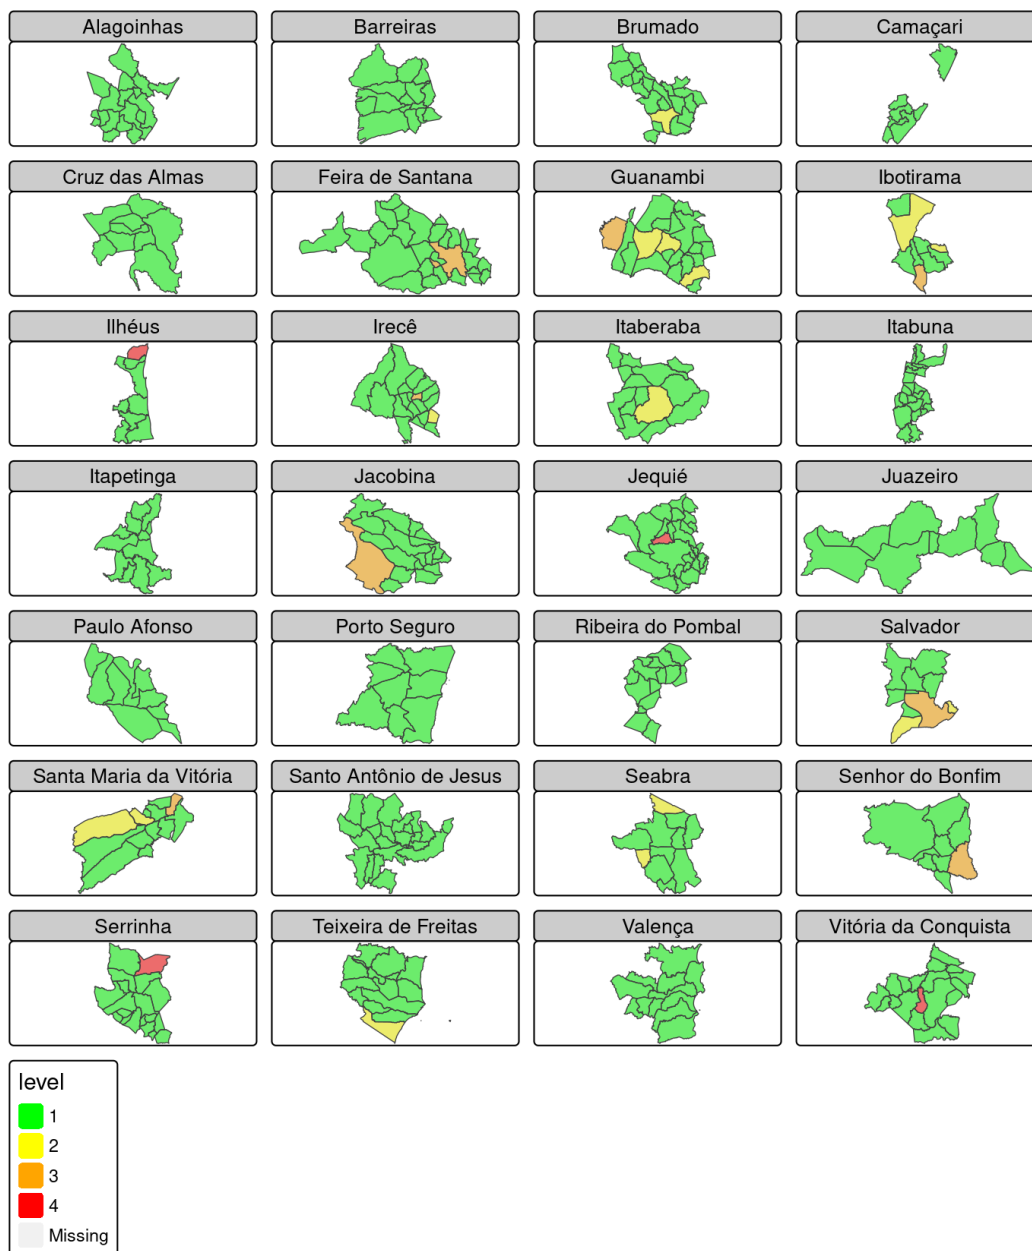 Alagoinhas
Barreiras
Brumado
Camaçari
Cruz das Almas
Feira de Santana
Guanambi
Ibotirama
Ilhéus
Irecê
Itaberaba
Itabuna
Itapetinga
Jacobina
Jequié
Juazeiro
Paulo Afonso
Porto Seguro
Ribeira do Pombal
Salvador
Santa Maria da Vitória
Santo Antônio de Jesus
Seabra
Senhor do Bonfim
Serrinha
Teixeira de Freitas
Valença
Vitória da Conquista
level
1
2
3
4
Missing